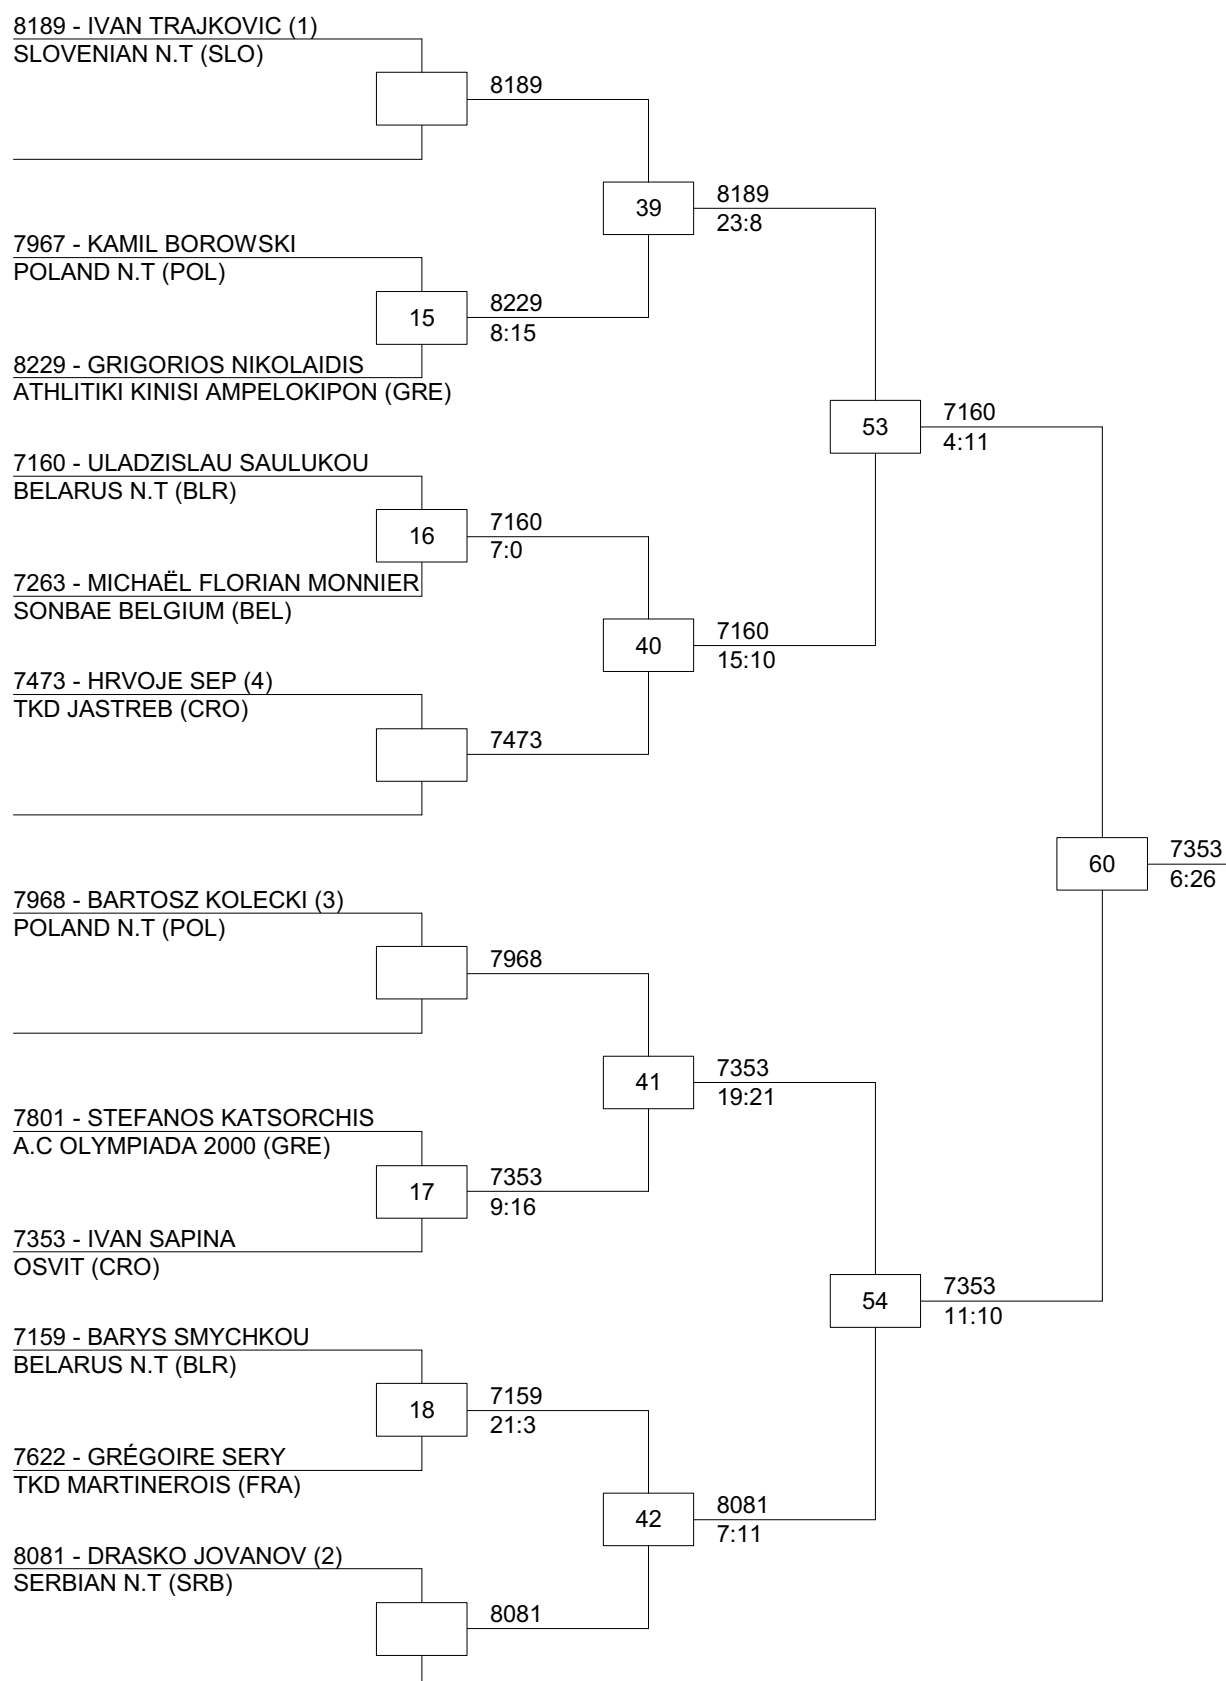 8189 - IVAN TRAJKOVIC (1)
SLOVENIAN N.T (SLO)
8189
39
8189
23:8
7967 - KAMIL BOROWSKI
POLAND N.T (POL)
15
8229
8:15
8229 - GRIGORIOS NIKOLAIDIS
ATHLITIKI KINISI AMPELOKIPON (GRE)
53
7160
4:11
7160 - ULADZISLAU SAULUKOU
BELARUS N.T (BLR)
16
7160
7:0
7263 - MICHAËL FLORIAN MONNIER
SONBAE BELGIUM (BEL)
40
7160
15:10
7473 - HRVOJE SEP (4)
TKD JASTREB (CRO)
7473
60
7353
6:26
7968 - BARTOSZ KOLECKI (3)
POLAND N.T (POL)
7968
41
7353
19:21
7801 - STEFANOS KATSORCHIS
A.C OLYMPIADA 2000 (GRE)
17
7353
9:16
7353 - IVAN SAPINA
OSVIT (CRO)
54
7353
11:10
7159 - BARYS SMYCHKOU
BELARUS N.T (BLR)
18
7159
21:3
7622 - GRÉGOIRE SERY
TKD MARTINEROIS (FRA)
42
8081
7:11
8081 - DRASKO JOVANOV (2)
SERBIAN N.T (SRB)
8081